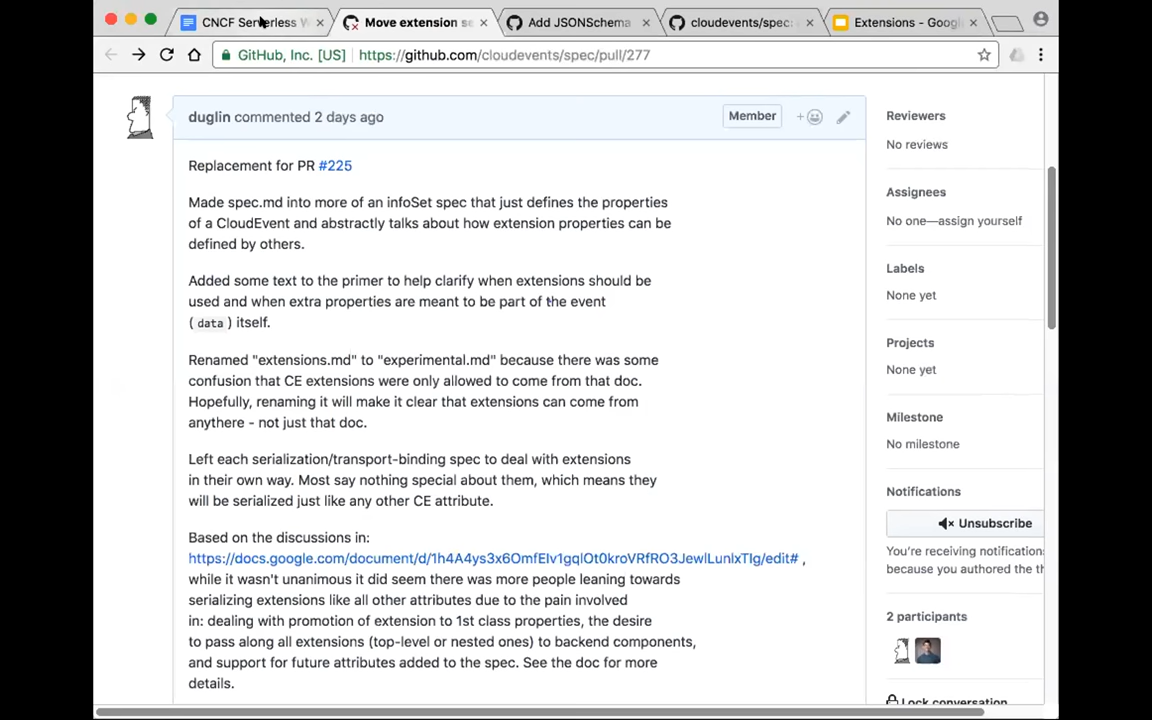 CNCF Serverless W
Move extension se
Add JSONSchema
cloudevents/spec:
Extensions - Googl
GitHub, Inc. [US]
https://github.com/cloudevents/spec/pull/277
duglin commented 2 days ago
Member
Replacement for PR #225
Made spec.md into more of an infoSet spec that just defines the properties
of a CloudEvent and abstractly talks about how extension properties can be
defined by others.
Added some text to the primer to help clarify when extensions should be
used and when extra properties are meant to be part of the event
( data ) itself.
Renamed "extensions.md" to "experimental.md" because there was some
confusion that CE extensions were only allowed to come from that doc.
Hopefully, renaming it will make it clear that extensions can come from
anythere - not just that doc.
Left each serialization/transport-binding spec to deal with extensions
in their own way. Most say nothing special about them, which means they
will be serialized just like any other CE attribute.
Based on the discussions in:
https://docs.google.com/document/d/1h4A4ys3x6OmfEIv1gqlOt0kroVRfRO3JewlLunlxTIg/edit# ,
while it wasn't unanimous it did seem there was more people leaning towards
serializing extensions like all other attributes due to the pain involved
in: dealing with promotion of extension to 1st class properties, the desire
to pass along all extensions (top-level or nested ones) to backend components,
and support for future attributes added to the spec. See the doc for more
details.
Reviewers
No reviews
Assignees
No one—assign yourself
Labels
None yet
Projects
None yet
Milestone
No milestone
Notifications
Unsubscribe
You're receiving notifications
because you authored the th
2 participants
Lock conversation